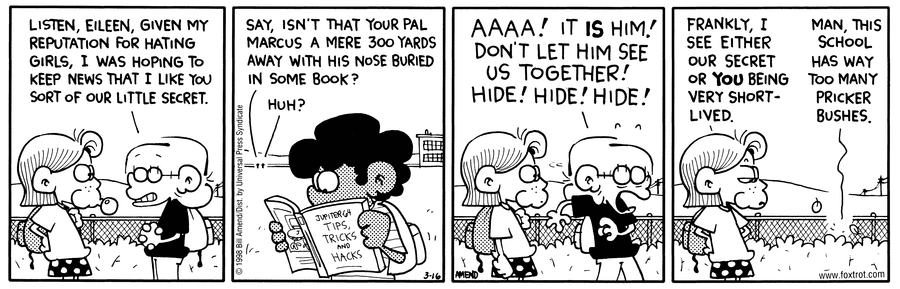 LISTEN, EILEEN, GIVEN MY
REPUTATION FOR HATING
GIRLS, I WAS HOPING TO
KEEP NEWS THAT I LIKE YOU
SORT OF OUR LITTLE SECRET.
SAY, ISN'T THAT YOUR PAL
MARCUS A MERE 300 YARDS
AWAY WITH HIS NOSE BURIED
IN SOME BOOK?
HUH?
© 1998 Bill Amend/Dist. by Universal Press Syndicate
JUPITER64
TIPS,
TRICKS
AND
HACKS
3-16
AAAA! IT IS HIM!
DON'T LET HIM SEE
US TOGETHER!
HIDE! HIDE! HIDE!
AMEND
FRANKLY, I
SEE EITHER
OUR SECRET
OR YOU BEING
VERY SHORT-
LIVED.
MAN, THIS
SCHOOL
HAS WAY
TOO MANY
PRICKER
BUSHES.
www.foxtrot.com